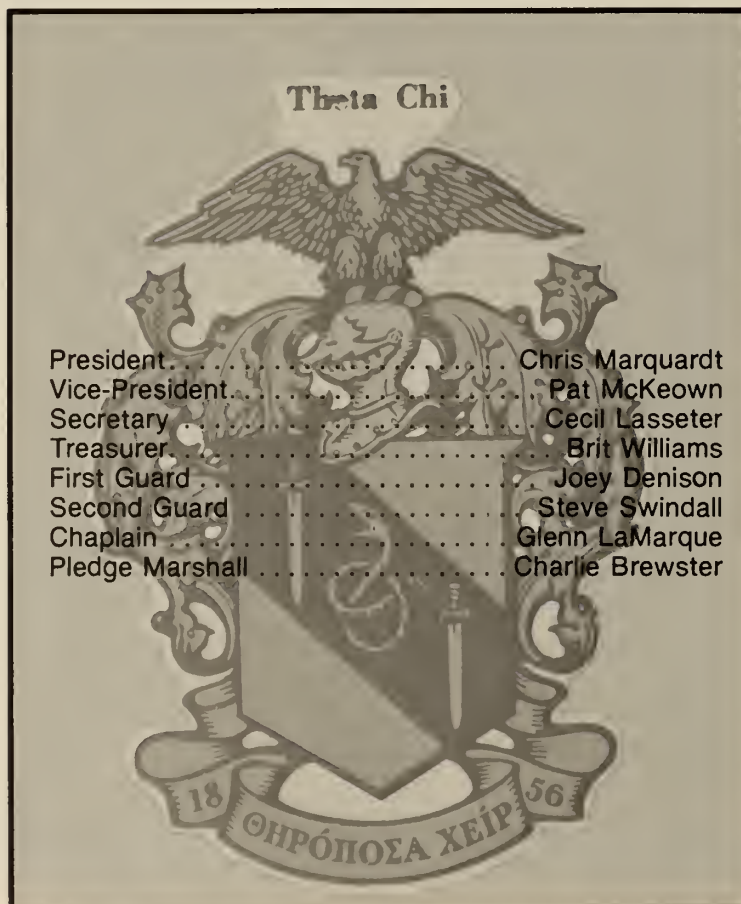 Theta Chi
President. . . . . . . . . . . . . . . . . . . . . . . Chris Marquardt
Vice-President. . . . . . . . . . . . . . . . . . . . Pat McKeown
Secretary . . . . . . . . . . . . . . . . . . . . . . Cecil Lasseter
Treasurer. . . . . . . . . . . . . . . . . . . . . . . . Brit Williams
First Guard . . . . . . . . . . . . . . . . . . . . . Joey Denison
Second Guard . . . . . . . . . . . . . . . . . . Steve Swindall
Chaplain . . . . . . . . . . . . . . . . . . . . . Glenn LaMarque
Pledge Marshall . . . . . . . . . . . . . . . Charlie Brewster
18 56
ΘΗΡΌΠΟΣΑ ΧΕΊΡ